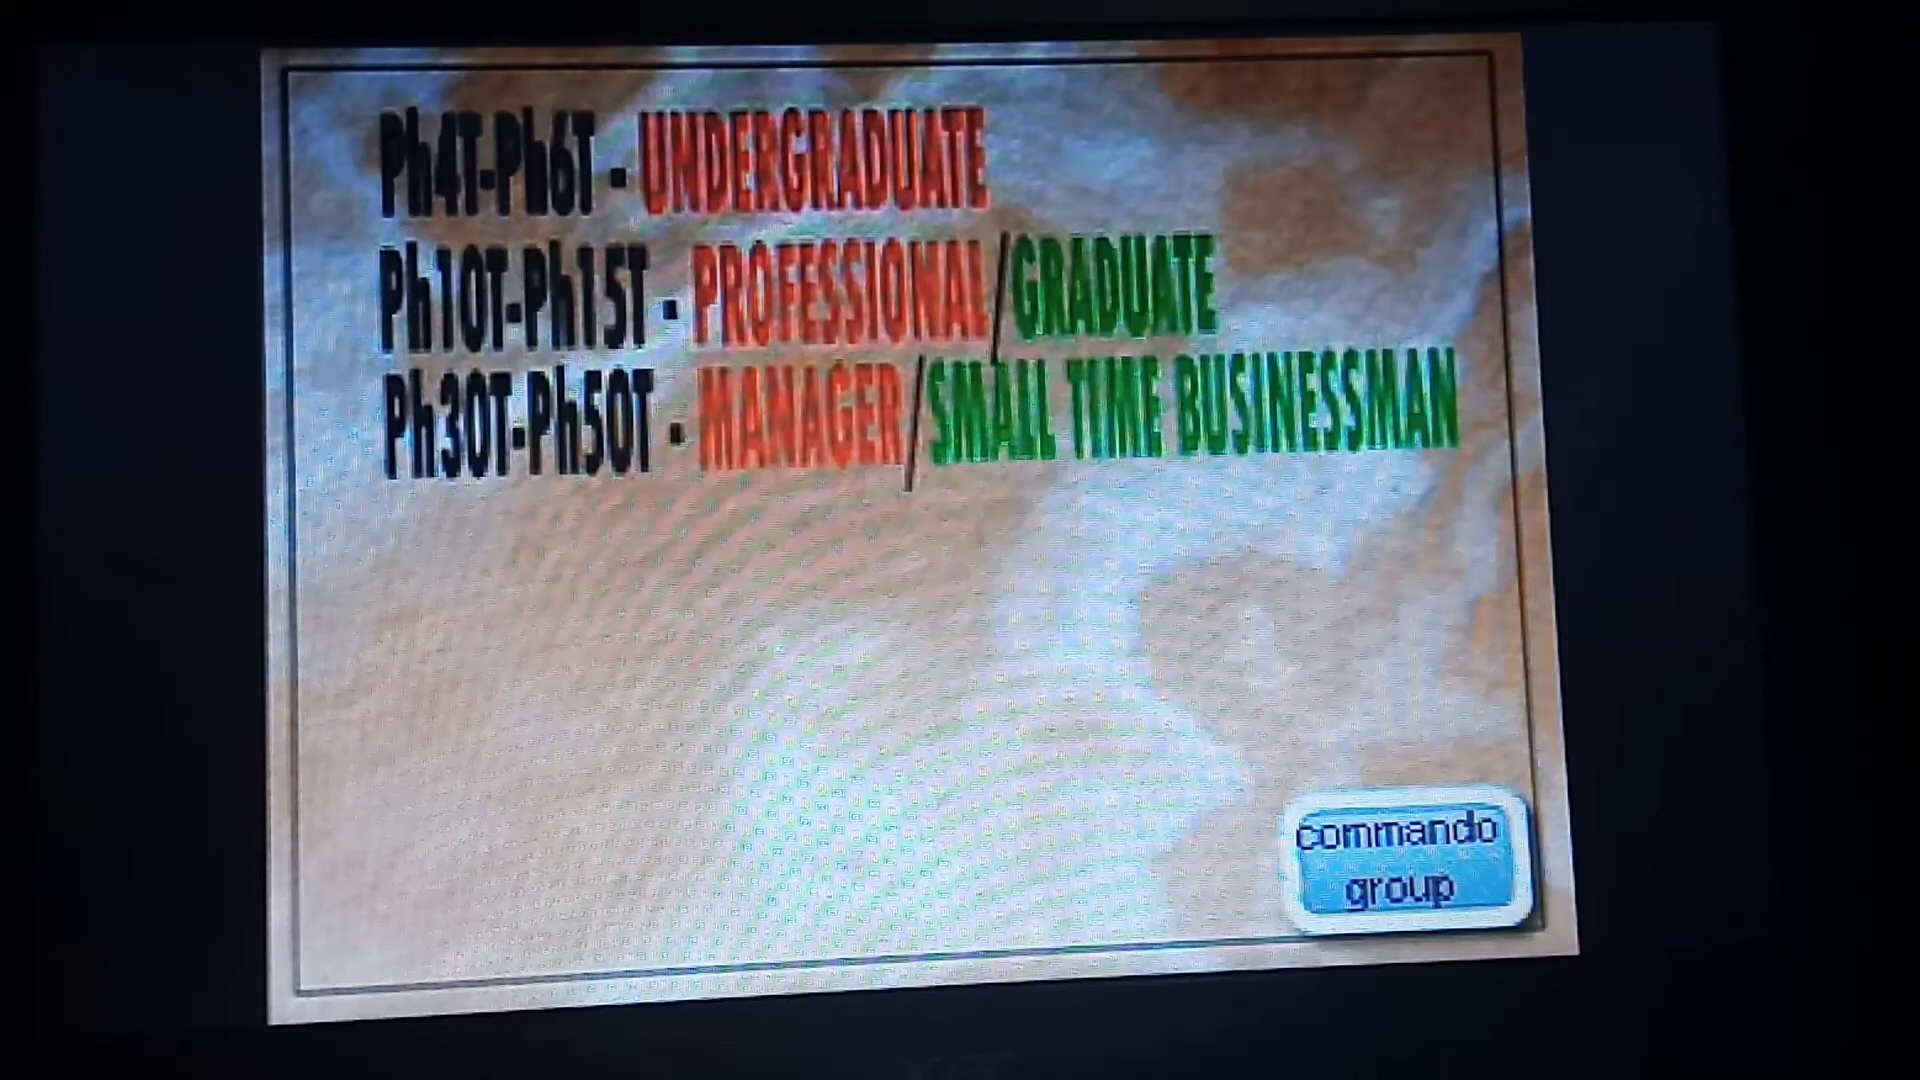 Ph4T-Ph6T - UNDERGRADUATE
Ph10T-Ph15T - PROFESSIONAL/GRADUATE
Ph30T-Ph50T - MANAGER/SMALL TIME BUSINESSMAN
commando
group